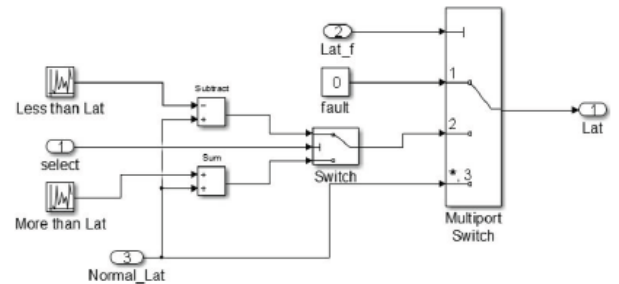 2
Lat_f
1
0
fault
Subtract
−
+
Less than Lat
1
select
Switch
2
Sum
+
+
More than Lat
*, 3
Multiport
Switch
1
Lat
3
Normal_Lat